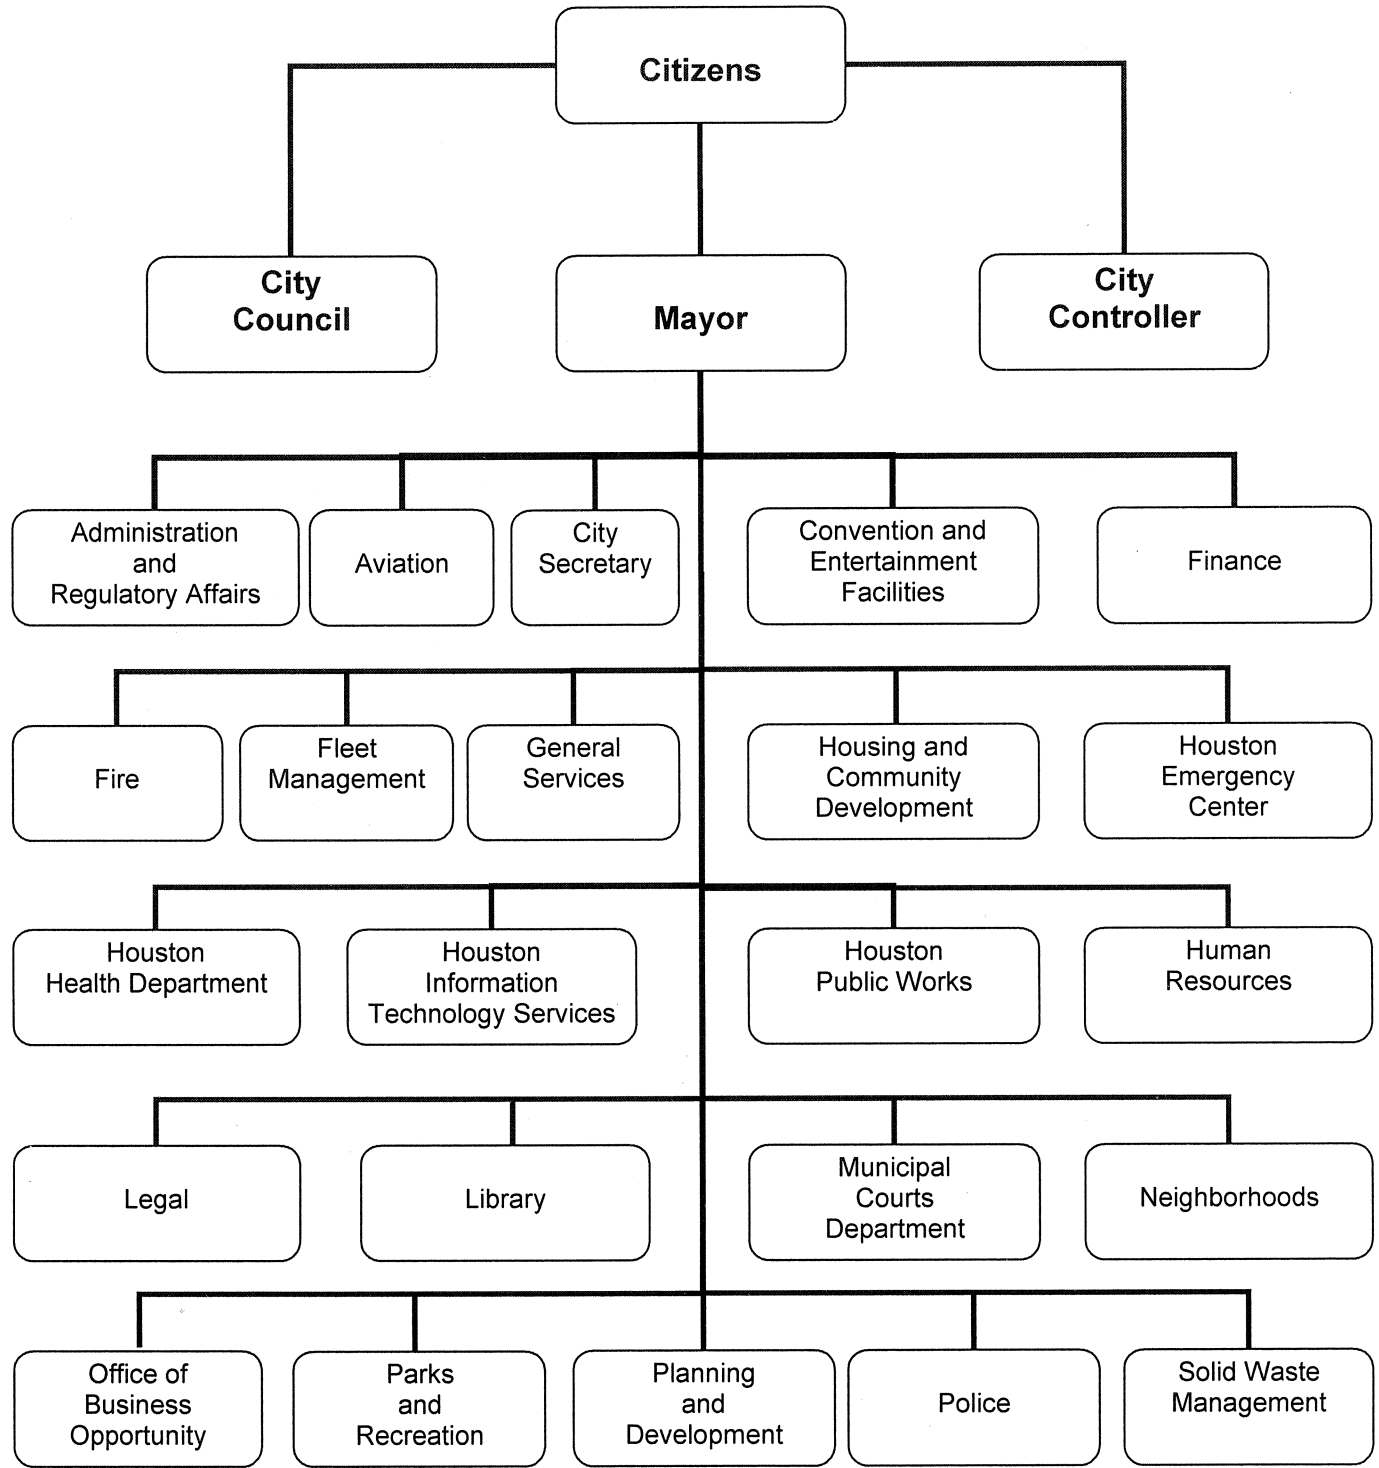 Citizens
City
Council
Mayor
City
Controller
Administration
and
Regulatory Affairs
Aviation
City
Secretary
Convention and
Entertainment
Facilities
Finance
Fire
Fleet
Management
General
Services
Housing and
Community
Development
Houston
Emergency
Center
Houston
Health Department
Houston
Information
Technology Services
Houston
Public Works
Human
Resources
Legal
Library
Municipal
Courts
Department
Neighborhoods
Office of
Business
Opportunity
Parks
and
Recreation
Planning
and
Development
Police
Solid Waste
Management